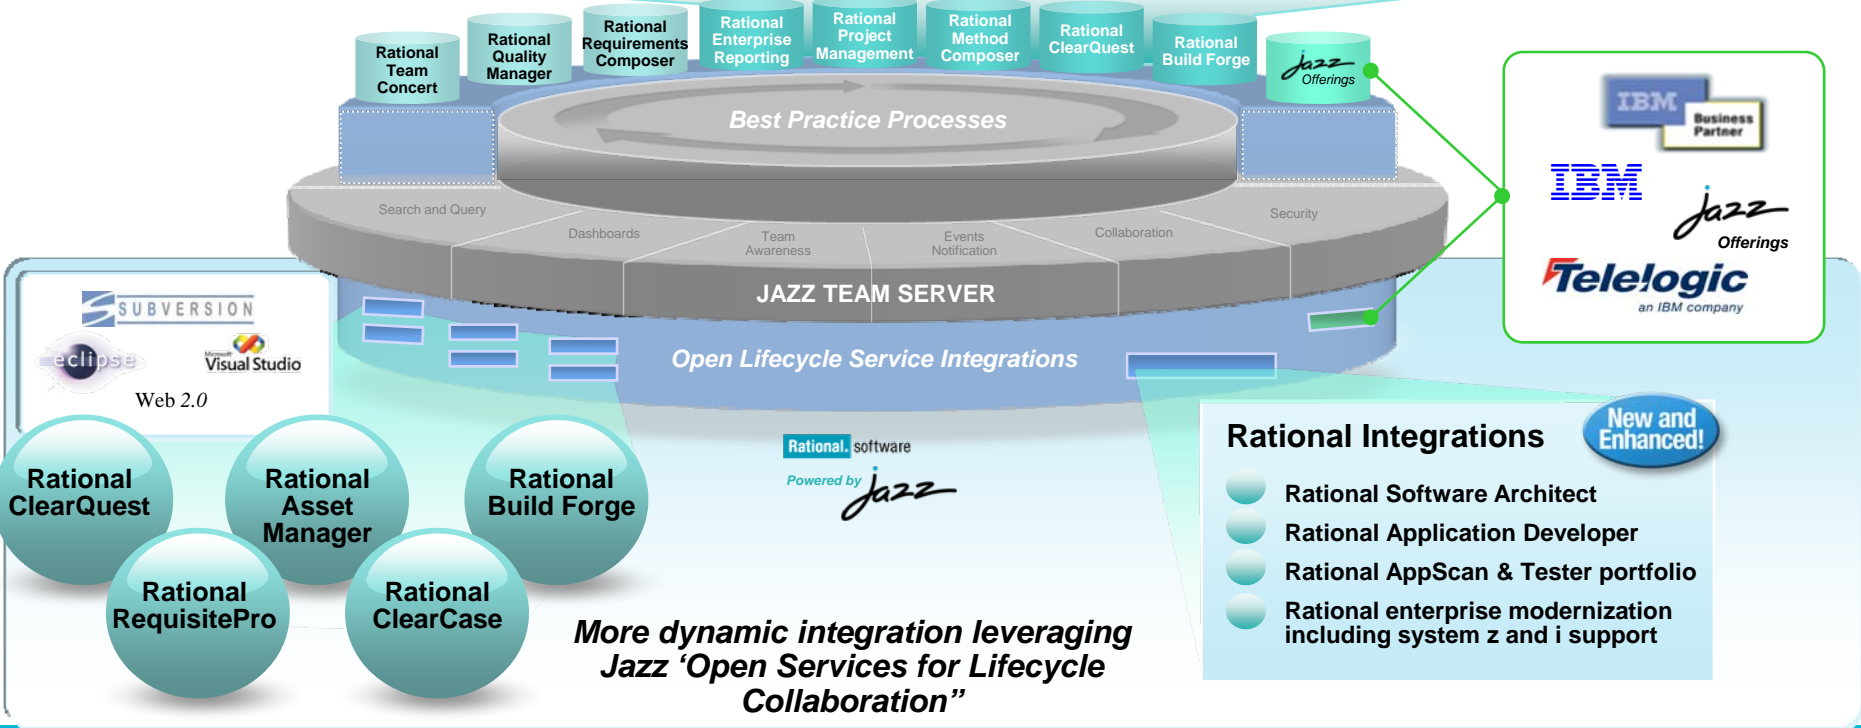 Rational
Team
Concert
Rational
Quality
Manager
Rational
Requirements
Composer
Rational
Enterprise
Reporting
Rational
Project
Management
Rational
Method
Composer
Rational
ClearQuest
Rational
Build Forge
jazz
Offerings
Best Practice Processes
Search and Query
Dashboards
Team
Awareness
Events
Notification
Collaboration
Security
JAZZ TEAM SERVER
Open Lifecycle Service Integrations
IBM
Business
Partner
IBM
jazz
Offerings
Telelogic
an IBM company
SUBVERSION
eclipse
Microsoft
Visual Studio
Web 2.0
Rational
ClearQuest
Rational
Asset
Manager
Rational
Build Forge
Rational
RequisitePro
Rational
ClearCase
Rational. software
Powered by
jazz
More dynamic integration leveraging
Jazz ‘Open Services for Lifecycle
Collaboration”
Rational Integrations
New and
Enhanced!
Rational Software Architect
Rational Application Developer
Rational AppScan & Tester portfolio
Rational enterprise modernization
including system z and i support